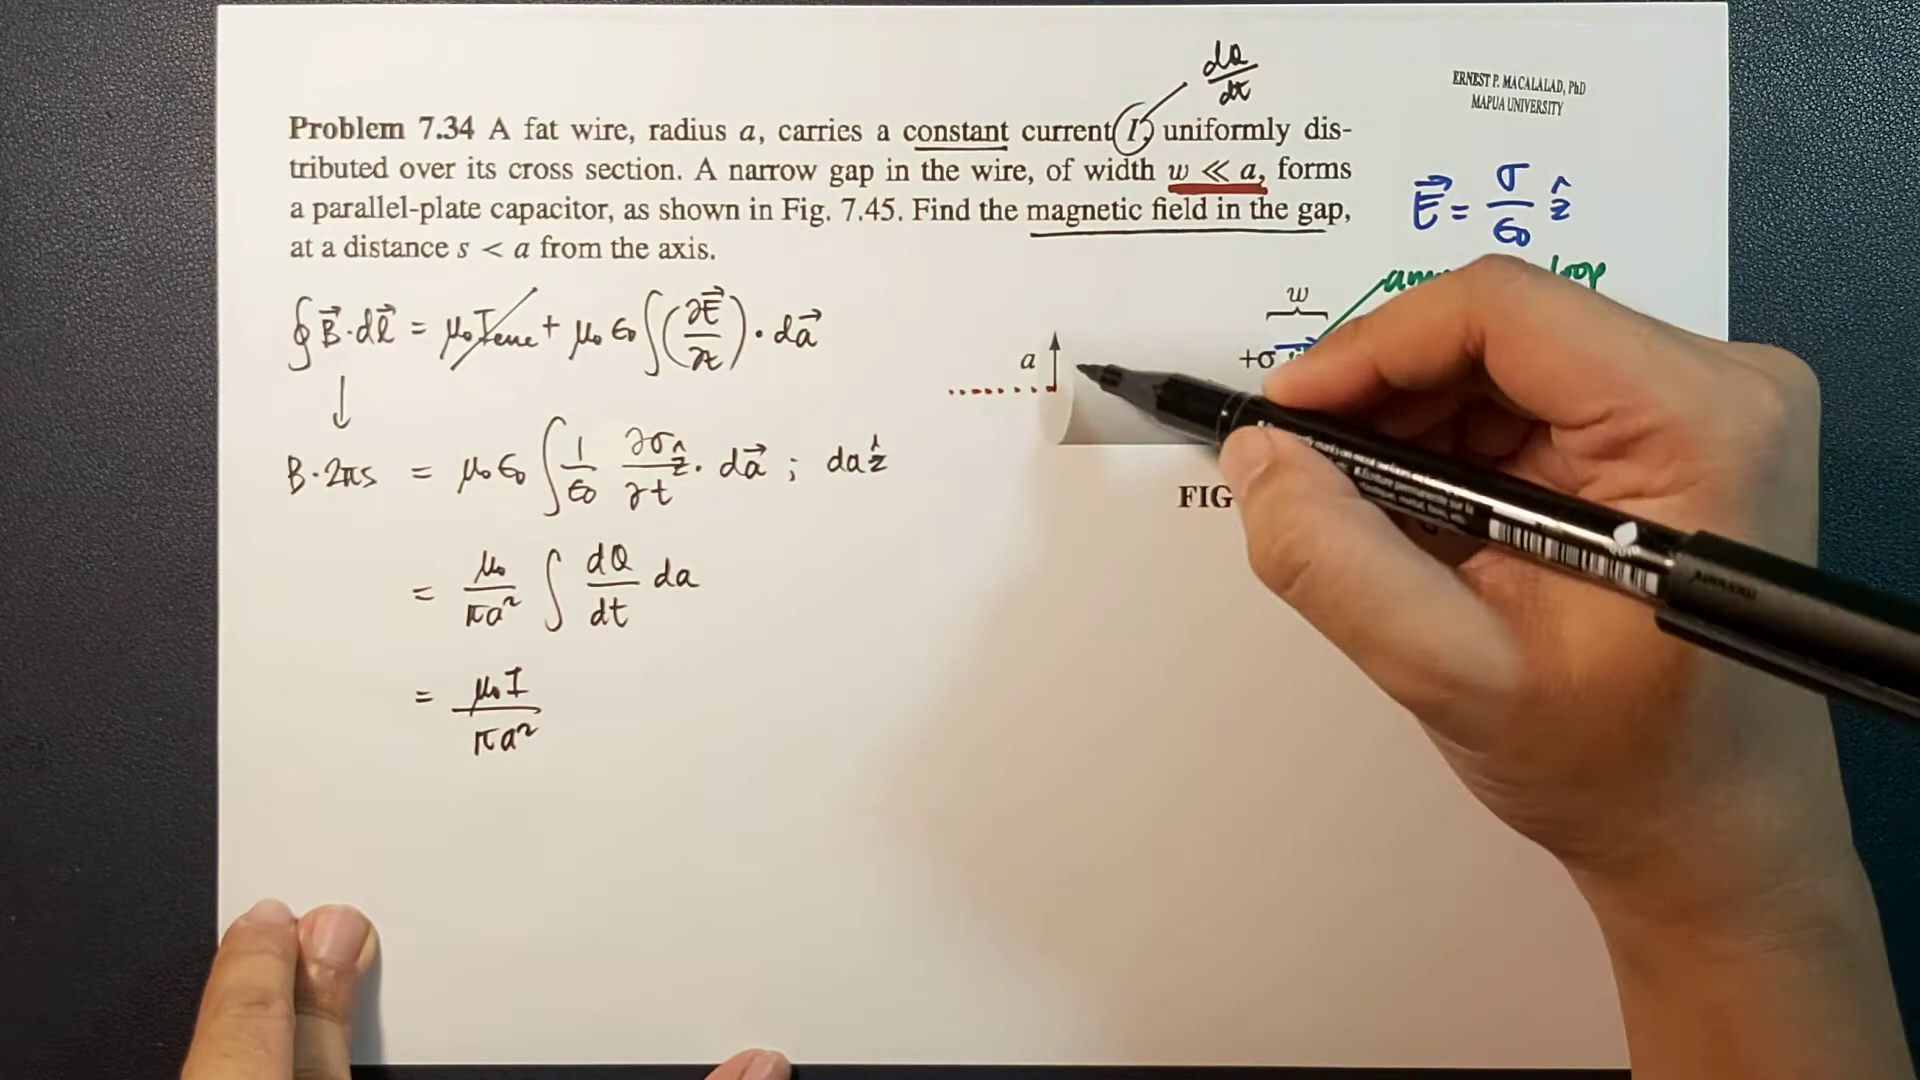 dQ/dt
ERNEST P. MACALALAD, PhD
MAPUA UNIVERSITY
Problem 7.34 A fat wire, radius a, carries a constant current I, uniformly dis-
tributed over its cross section. A narrow gap in the wire, of width w ≪ a, forms
a parallel-plate capacitor, as shown in Fig. 7.45. Find the magnetic field in the gap,
at a distance s < a from the axis.
E⃗ = σ/ϵ₀ ẑ
loop
w
a
+σ
FIG
∮ B⃗·dl⃗ = μ₀Ienc + μ₀ϵ₀ ∫(∂E⃗/∂t)·da⃗
↓
B·2πs = μ₀ϵ₀ ∫ 1/ϵ₀ ∂σ/∂t ẑ · da⃗ ; da ẑ
= μ₀/πa² ∫ dQ/dt da
= μ₀I/πa²